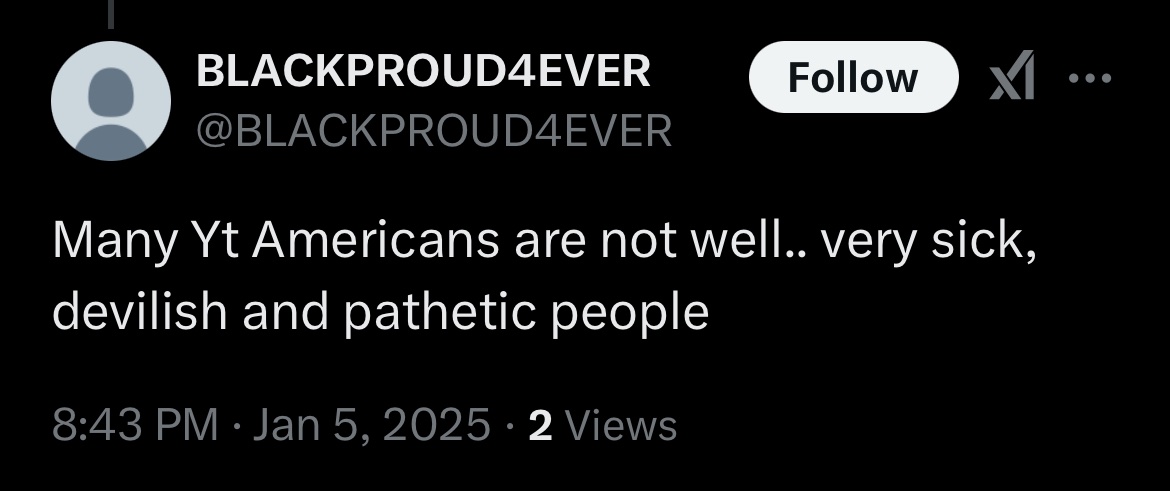 BLACKPROUD4EVER
Follow
@BLACKPROUD4EVER
Many Yt Americans are not well.. very sick,
devilish and pathetic people
8:43 PM · Jan 5, 2025 · 2 Views